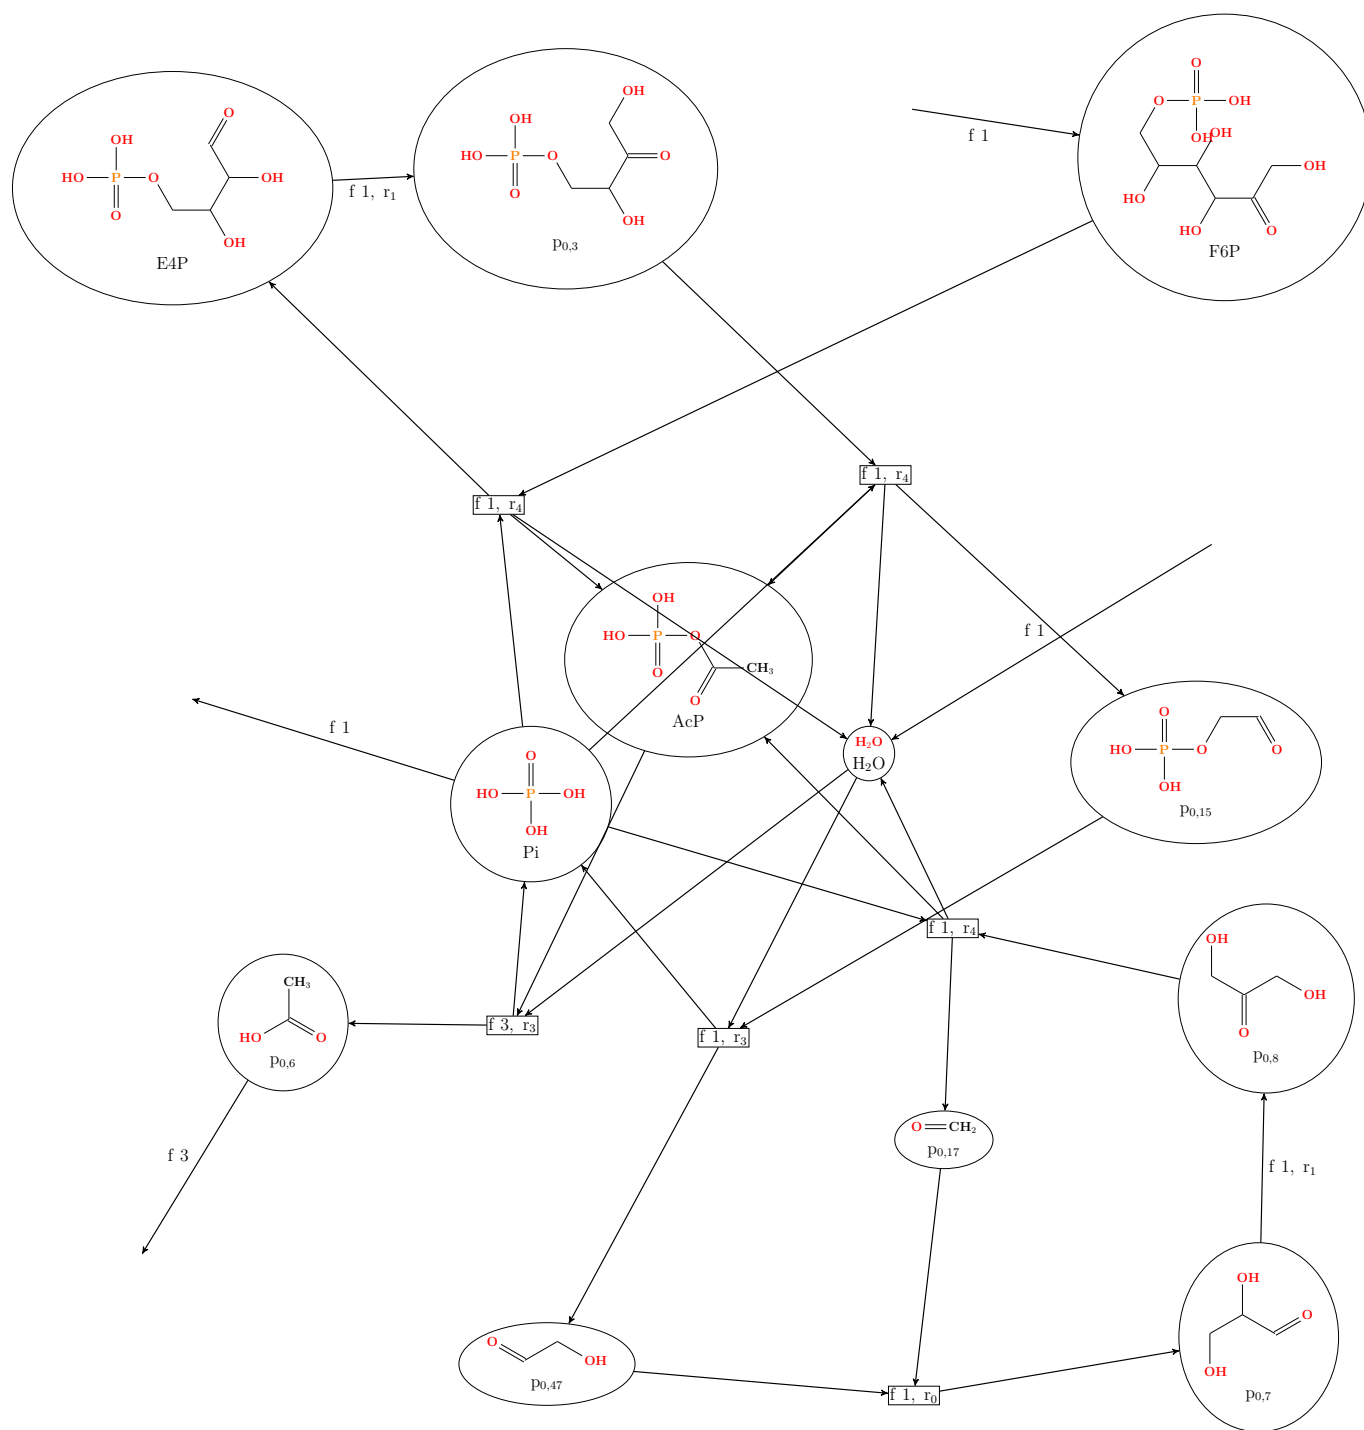 O
OH
OH
HO P O O
OH
O OH
E4P
f 1, r₁
OH
OH
HO P O O
O OH
p₀,₃
f 1
O
O P OH
OH
OH
OH
HO
HO O
F6P
f 1, r₄
f 1, r₄
f 1
OH
HO P O
O CH₃
O
AcP
f 1
O
HO P OH
OH
Pi
H₂O
H₂O
O
HO P O O
OH
p₀,₁₅
f 1, r₄
CH₃
HO O
p₀,₆
f 3, r₃
f 1, r₃
OH
OH
O
p₀,₈
f 3
O CH₂
p₀,₁₇
f 1, r₁
O
OH
p₀,₄₇
f 1, r₀
OH
O
OH
p₀,₇